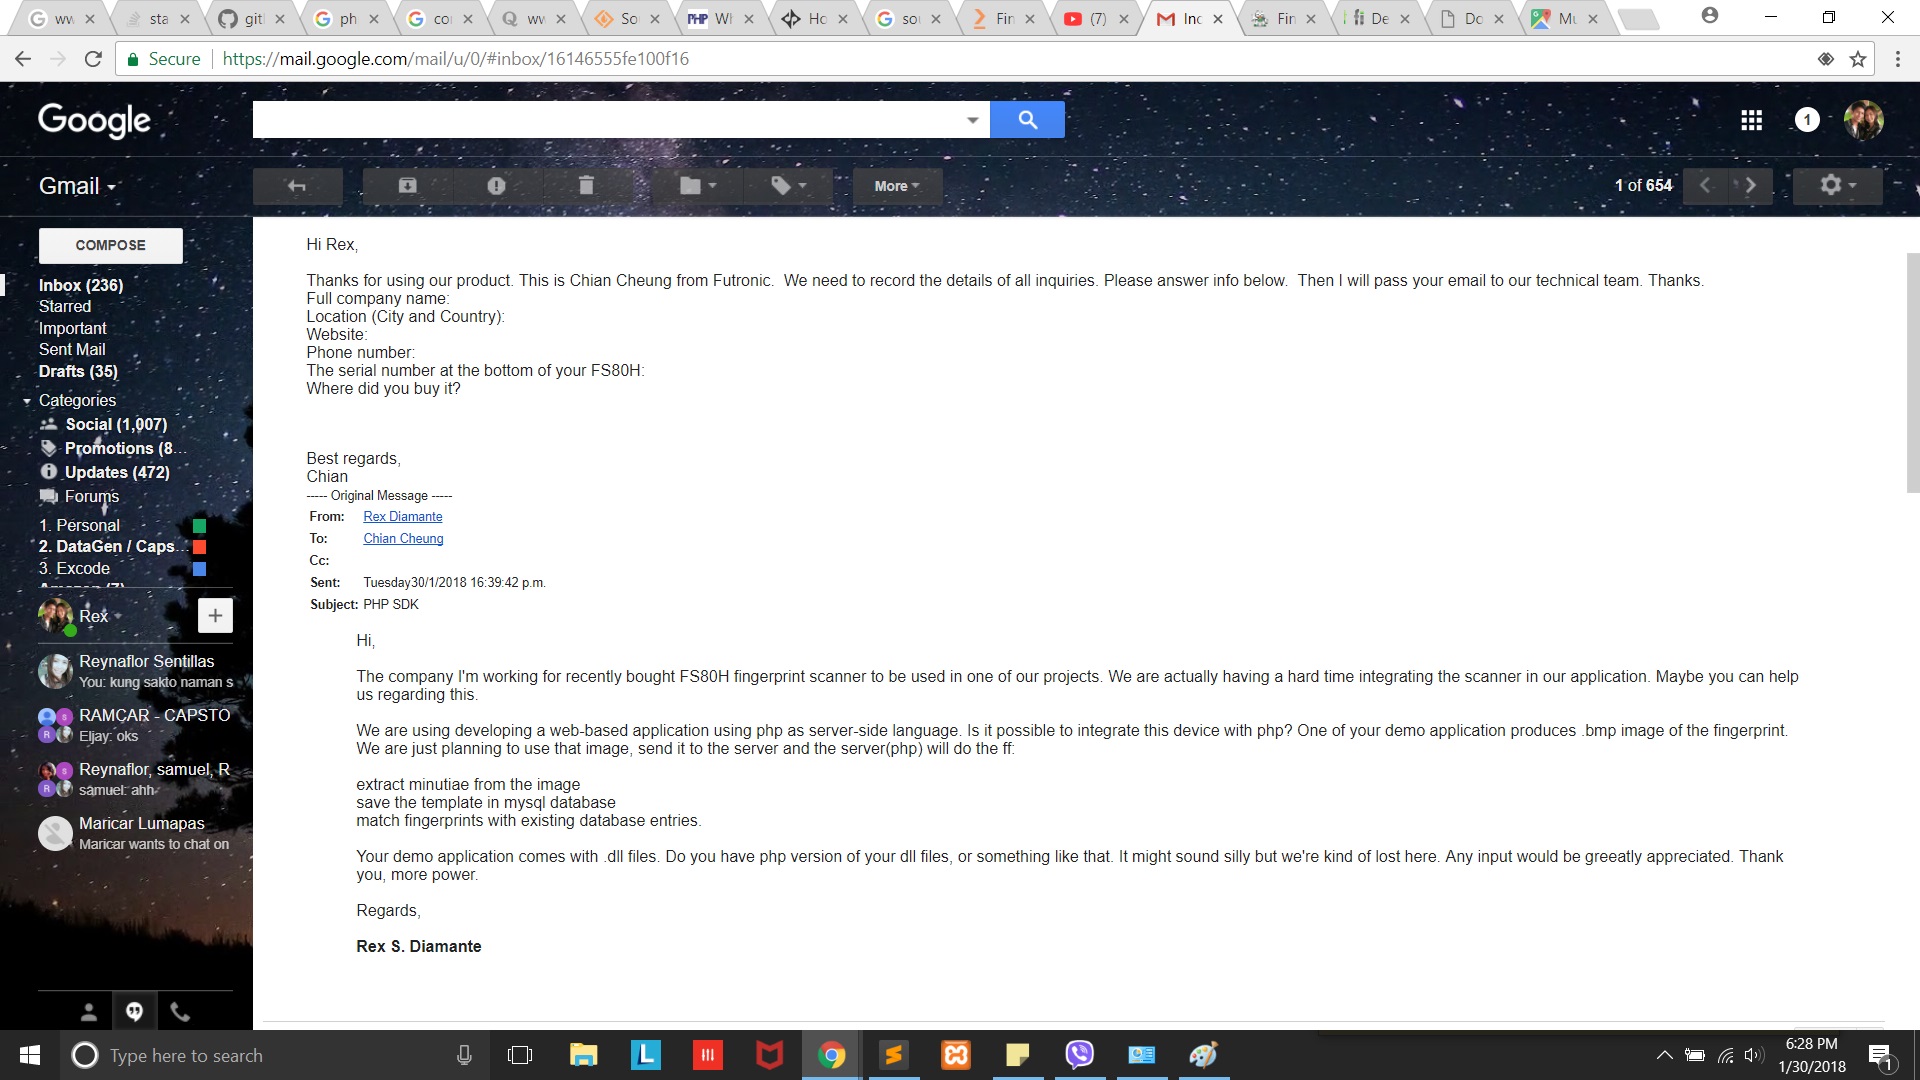 ww
sta
git
ph
co
ww
So
PHP Wh
Ho
sou
Fin
(7)
Inc
Fin
De
Do
Mu
Secure
https://mail.google.com/mail/u/0/#inbox/16146555fe100f16
Google
1
Gmail
More
1 of 654
COMPOSE
Inbox (236)
Starred
Important
Sent Mail
Drafts (35)
Categories
Social (1,007)
Promotions (8...
Updates (472)
Forums
1. Personal
2. DataGen / Caps...
3. Excode
Rex
Reynaflor Sentillas
You: kung sakto naman s
RAMCAR - CAPSTO
Eljay: oks
Reynaflor, samuel, R
samuel: ahh
Maricar Lumapas
Maricar wants to chat on
Hi Rex,
Thanks for using our product. This is Chian Cheung from Futronic.  We need to record the details of all inquiries. Please answer info below.  Then I will pass your email to our technical team. Thanks.
Full company name:
Location (City and Country):
Website:
Phone number:
The serial number at the bottom of your FS80H:
Where did you buy it?
Best regards,
Chian
----- Original Message -----
From: Rex Diamante
To: Chian Cheung
Cc:
Sent: Tuesday30/1/2018 16:39:42 p.m.
Subject: PHP SDK
Hi,
The company I'm working for recently bought FS80H fingerprint scanner to be used in one of our projects. We are actually having a hard time integrating the scanner in our application. Maybe you can help
us regarding this.
We are using developing a web-based application using php as server-side language. Is it possible to integrate this device with php? One of your demo application produces .bmp image of the fingerprint.
We are just planning to use that image, send it to the server and the server(php) will do the ff:
extract minutiae from the image
save the template in mysql database
match fingerprints with existing database entries.
Your demo application comes with .dll files. Do you have php version of your dll files, or something like that. It might sound silly but we're kind of lost here. Any input would be greeatly appreciated. Thank
you, more power.
Regards,
Rex S. Diamante
Type here to search
6:28 PM
1/30/2018
1